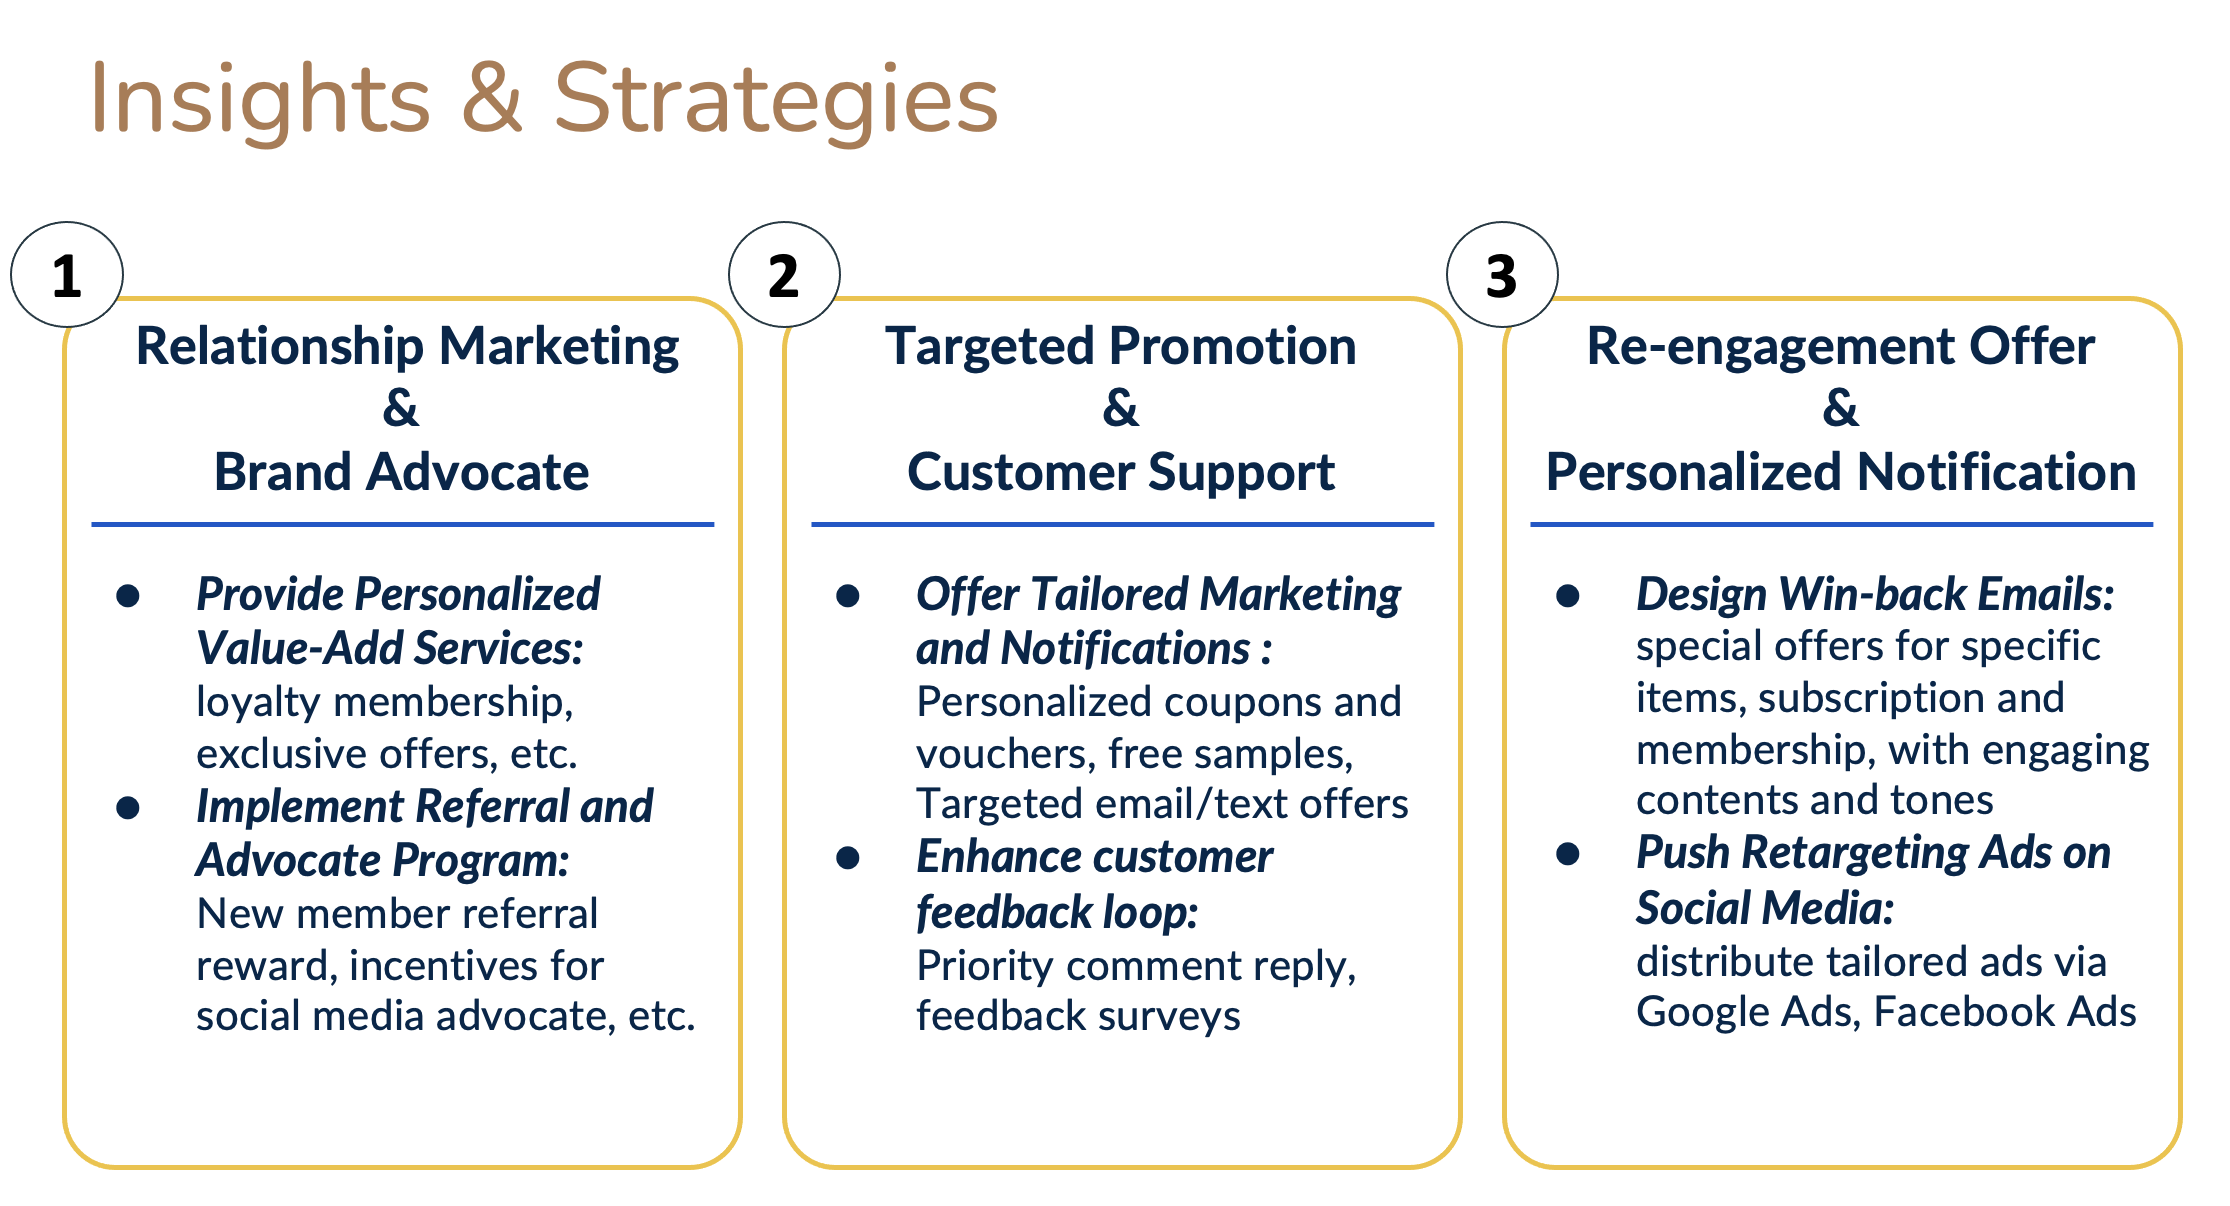 Insights & Strategies
1
Relationship Marketing
&
Brand Advocate
● Provide Personalized
Value-Add Services:
loyalty membership,
exclusive offers, etc.
● Implement Referral and
Advocate Program:
New member referral
reward, incentives for
social media advocate, etc.
2
Targeted Promotion
&
Customer Support
● Offer Tailored Marketing
and Notifications :
Personalized coupons and
vouchers, free samples,
Targeted email/text offers
● Enhance customer
feedback loop:
Priority comment reply,
feedback surveys
3
Re-engagement Offer
&
Personalized Notification
● Design Win-back Emails:
special offers for specific
items, subscription and
membership, with engaging
contents and tones
● Push Retargeting Ads on
Social Media:
distribute tailored ads via
Google Ads, Facebook Ads